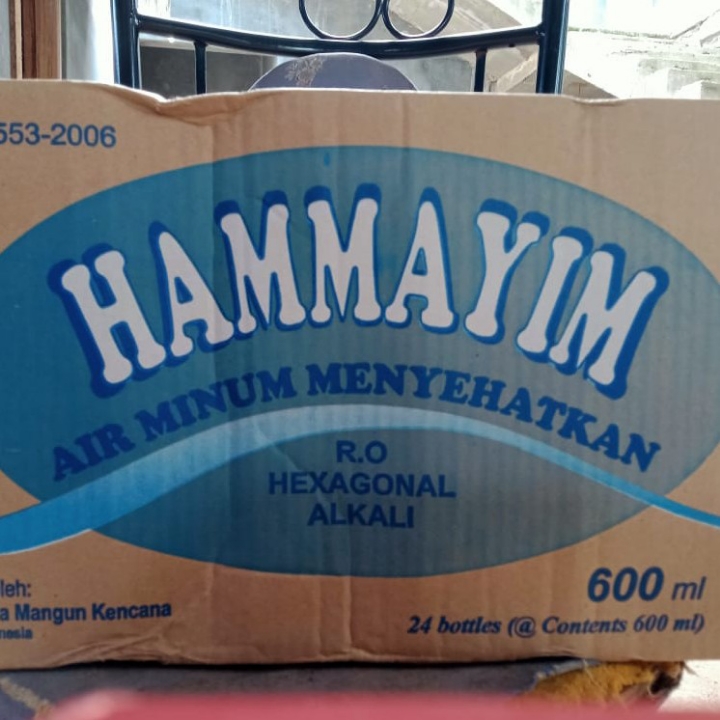 553-2006
HAMMAYIM
AIR MINUM MENYEHATKAN
R.O
HEXAGONAL
ALKALI
leh:
a Mangun Kencana
nesia
600 ml
24 bottles (@ Contents 600 ml)